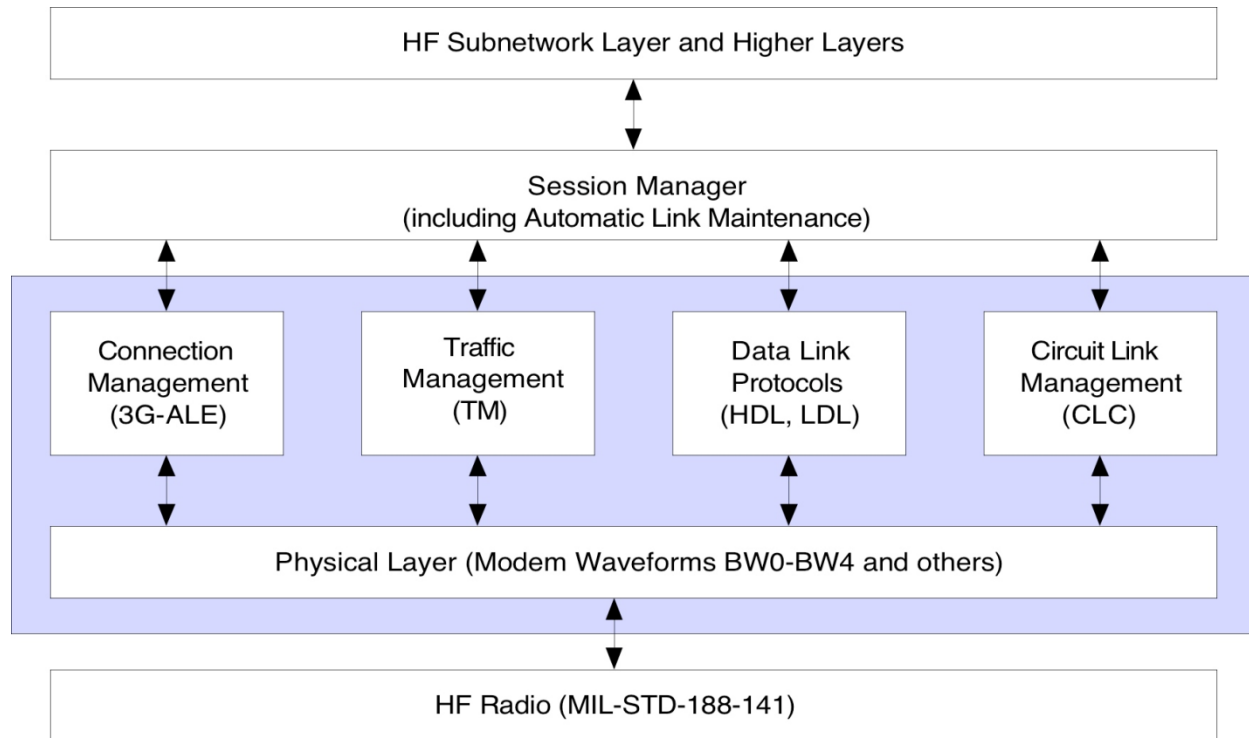 HF Subnetwork Layer and Higher Layers
Session Manager
(including Automatic Link Maintenance)
Connection
Management
(3G-ALE)
Traffic
Management
(TM)
Data Link
Protocols
(HDL, LDL)
Circuit Link
Management
(CLC)
Physical Layer (Modem Waveforms BW0-BW4 and others)
HF Radio (MIL-STD-188-141)